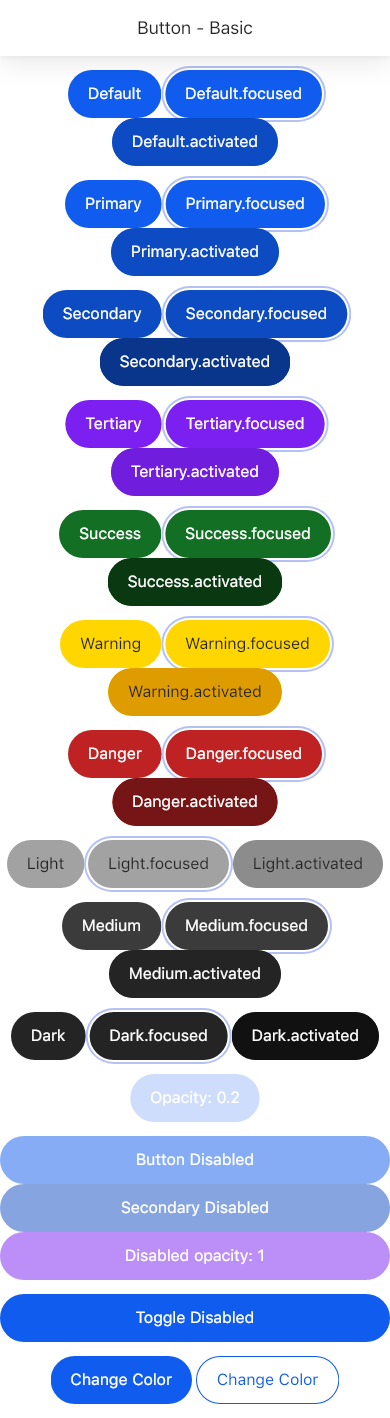 Button - Basic
Default Default.focused
Default.activated
Primary Primary.focused
Primary.activated
Secondary Secondary.focused
Secondary.activated
Tertiary Tertiary.focused
Tertiary.activated
Success Success.focused
Success.activated
Warning Warning.focused
Warning.activated
Danger Danger.focused
Danger.activated
Light Light.focused Light.activated
Medium Medium.focused
Medium.activated
Dark Dark.focused Dark.activated
Opacity: 0.2
Button Disabled
Secondary Disabled
Disabled opacity: 1
Toggle Disabled
Change Color Change Color